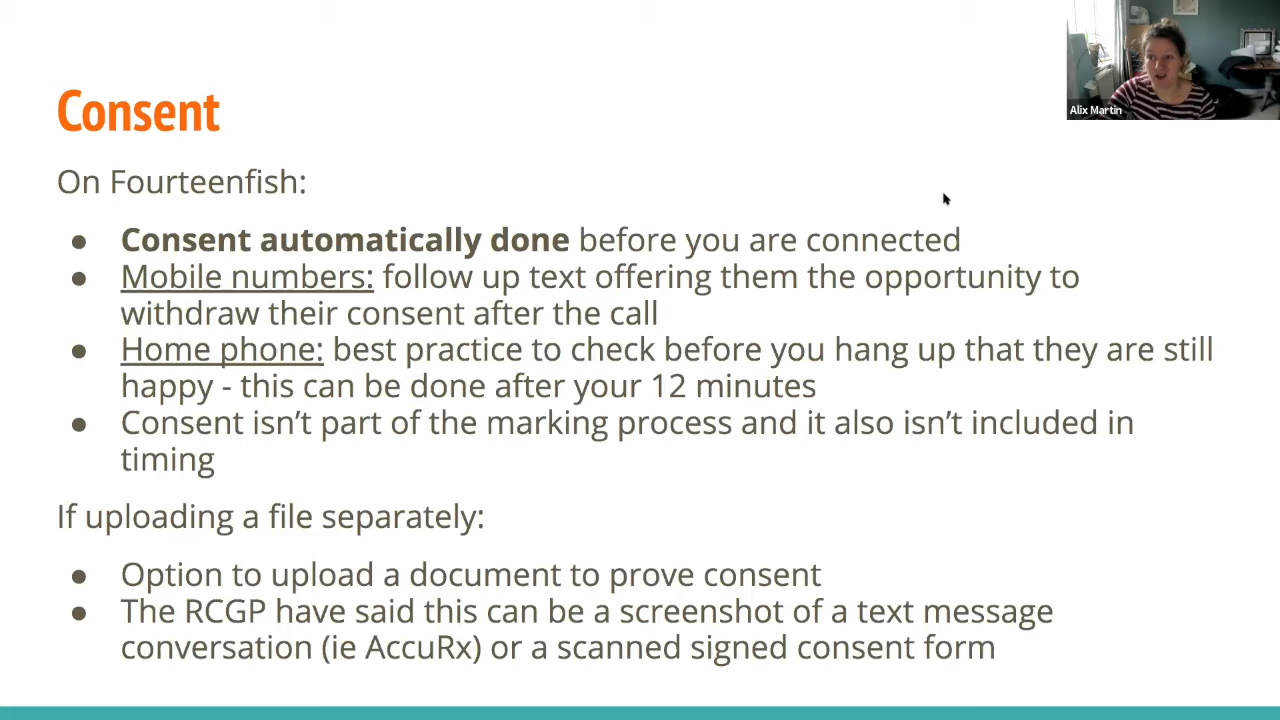 Alix Martin
Consent
On Fourteenfish:
● Consent automatically done before you are connected
● Mobile numbers: follow up text offering them the opportunity to
withdraw their consent after the call
● Home phone: best practice to check before you hang up that they are still
happy - this can be done after your 12 minutes
● Consent isn’t part of the marking process and it also isn’t included in
timing
If uploading a file separately:
● Option to upload a document to prove consent
● The RCGP have said this can be a screenshot of a text message
conversation (ie AccuRx) or a scanned signed consent form